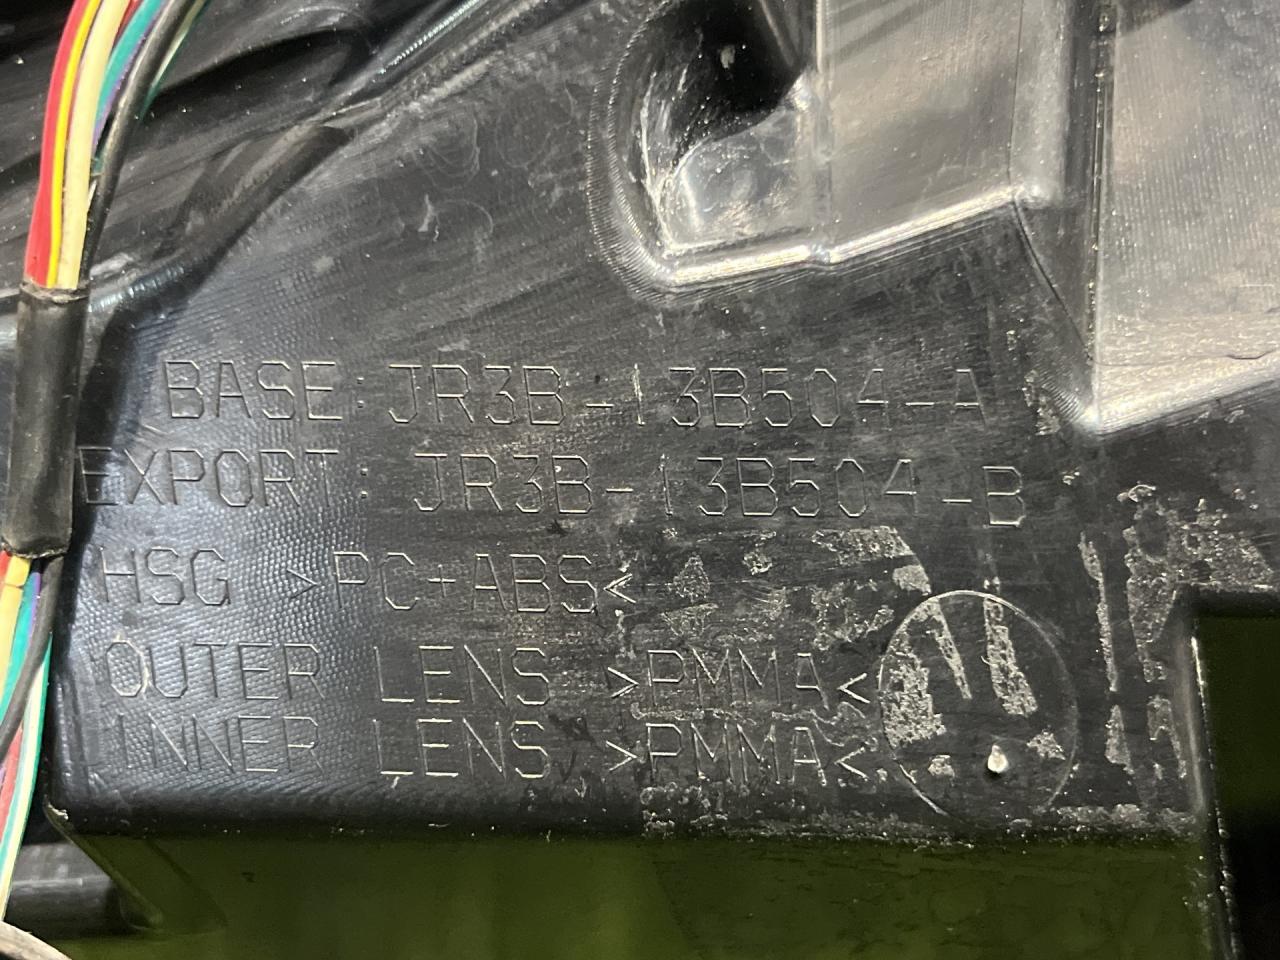 BASE: JR3B-13B504-A
EXPORT: JR3B-13B504-B
HSG >PC+ABS<
OUTER LENS >PMMA<
INNER LENS >PMMA<